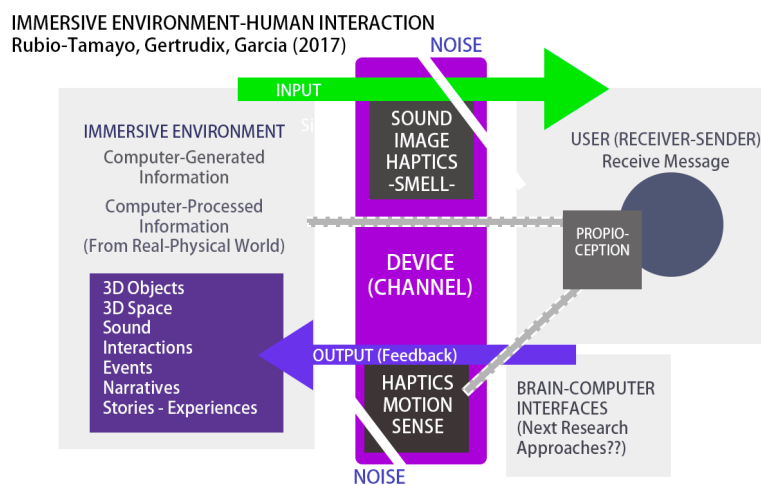 IMMERSIVE ENVIRONMENT-HUMAN INTERACTION
Rubio-Tamayo, Gertrudix, Garcia (2017)
NOISE
INPUT
IMMERSIVE ENVIRONMENT
Computer-Generated
Information
Computer-Processed
Information
(From Real-Physical World)
3D Objects
3D Space
Sound
Interactions
Events
Narratives
Stories - Experiences
Si
SOUND
IMAGE
HAPTICS
-SMELL-
DEVICE
(CHANNEL)
OUTPUT (Feedback)
HAPTICS
MOTION
SENSE
NOISE
USER (RECEIVER-SENDER)
Receive Message
PROPIO-
CEPTION
BRAIN-COMPUTER
INTERFACES
(Next Research
Approaches??)